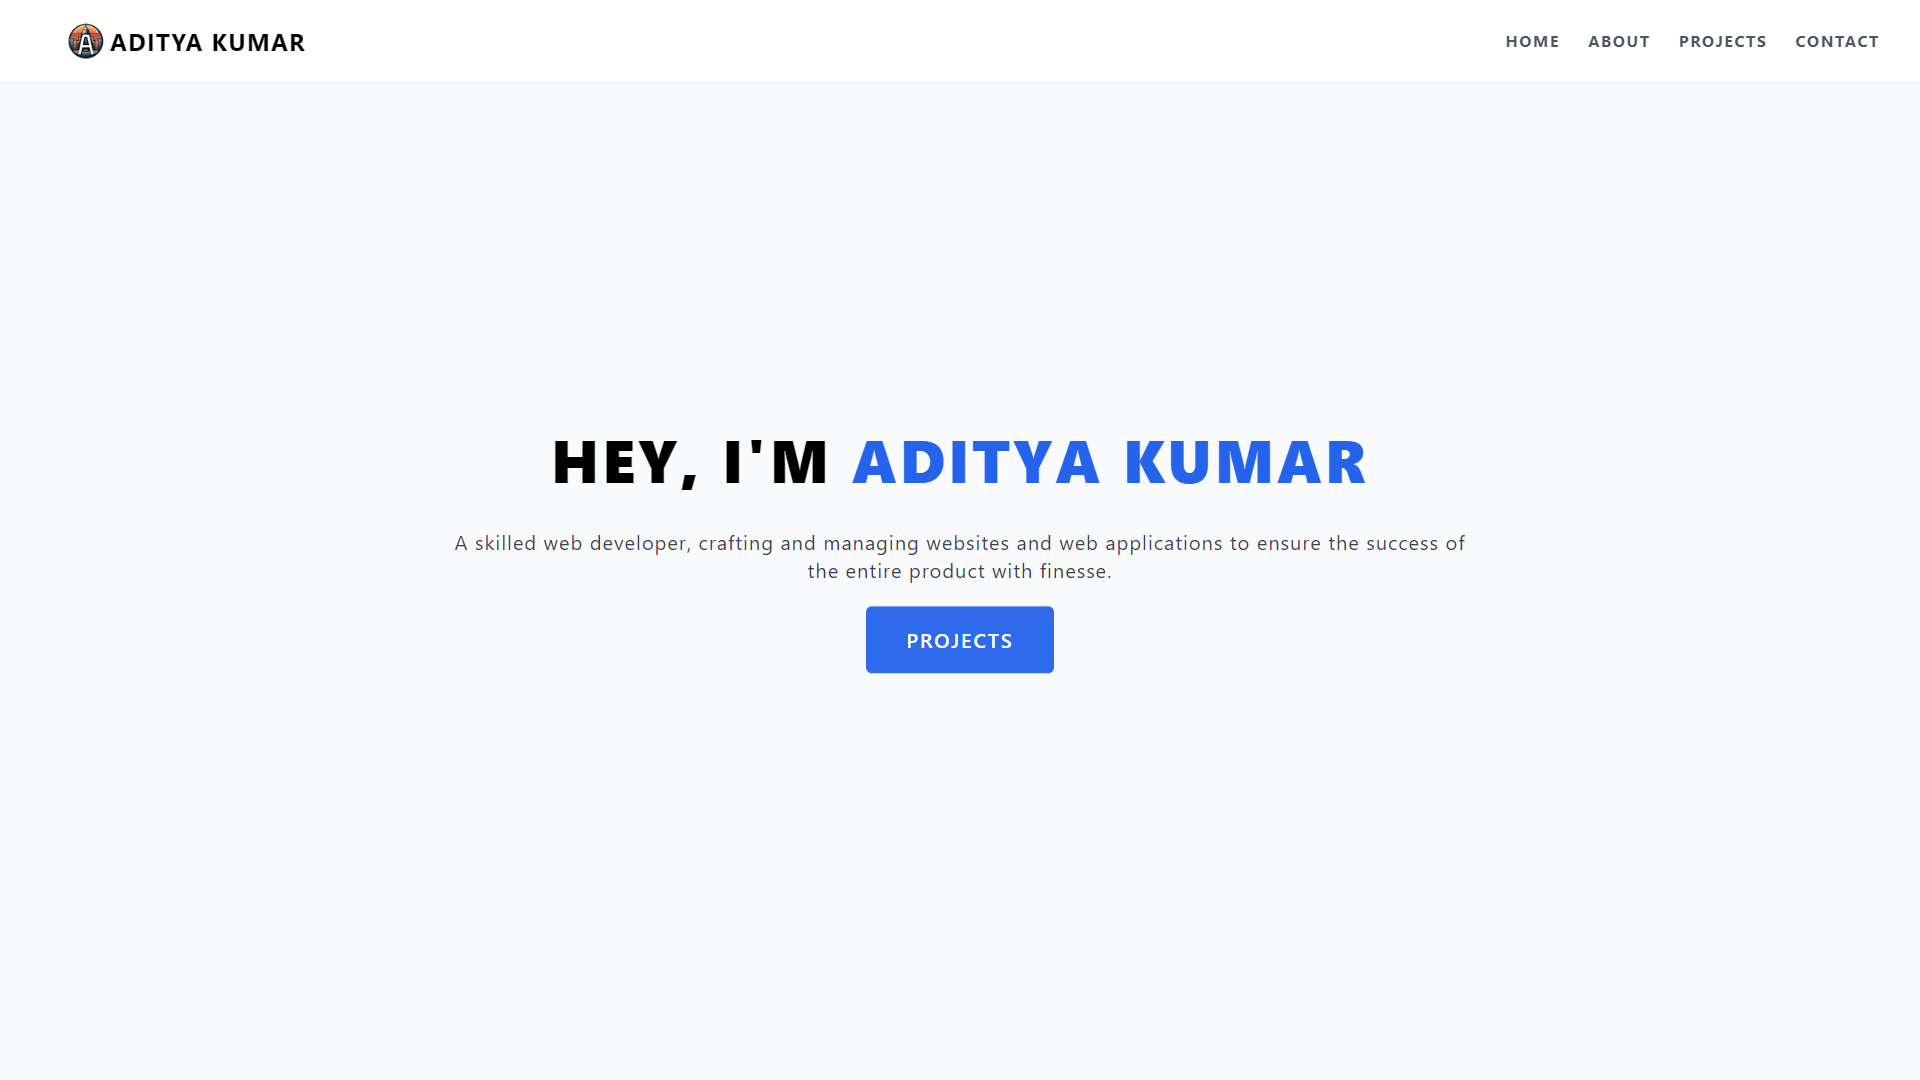 A ADITYA KUMAR
HOME ABOUT PROJECTS CONTACT
HEY, I'M ADITYA KUMAR
A skilled web developer, crafting and managing websites and web applications to ensure the success of
the entire product with finesse.
PROJECTS